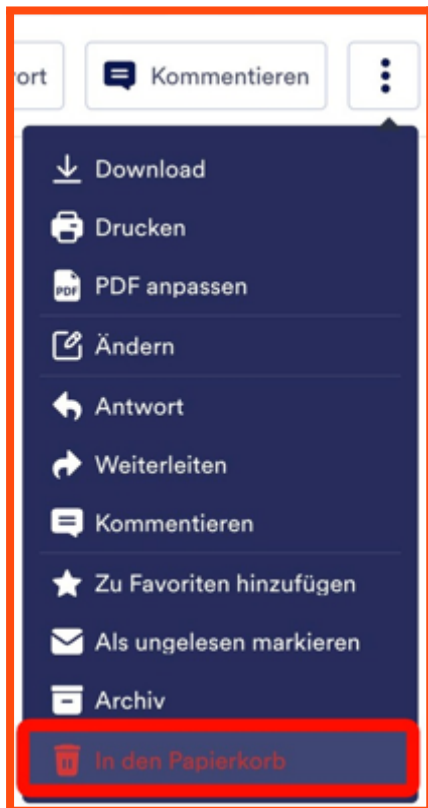 ort
Kommentieren
Download
Drucken
PDF
PDF anpassen
Ändern
Antwort
Weiterleiten
Kommentieren
Zu Favoriten hinzufügen
Als ungelesen markieren
Archiv
In den Papierkorb